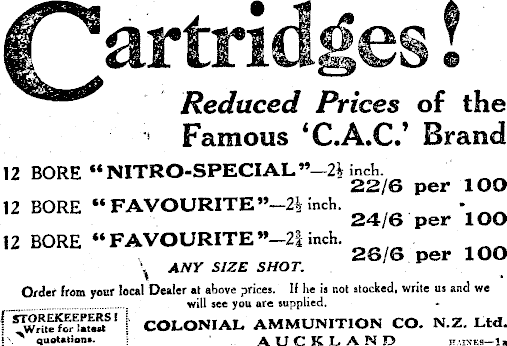 Cartridges!
Reduced Prices of the
Famous 'C.A.C.' Brand
12 BORE "NITRO-SPECIAL"—2½ inch.
22/6 per 100
12 BORE "FAVOURITE"—2½ inch.
24/6 per 100
12 BORE "FAVOURITE"—2¾ inch.
26/6 per 100
ANY SIZE SHOT.
Order from your local Dealer at above prices. If he is not stocked, write us and we
will see you are supplied.
STOREKEEPERS!
Write for latest
quotations.
COLONIAL AMMUNITION CO. N.Z. Ltd.
AUCKLAND
HAINES—1a